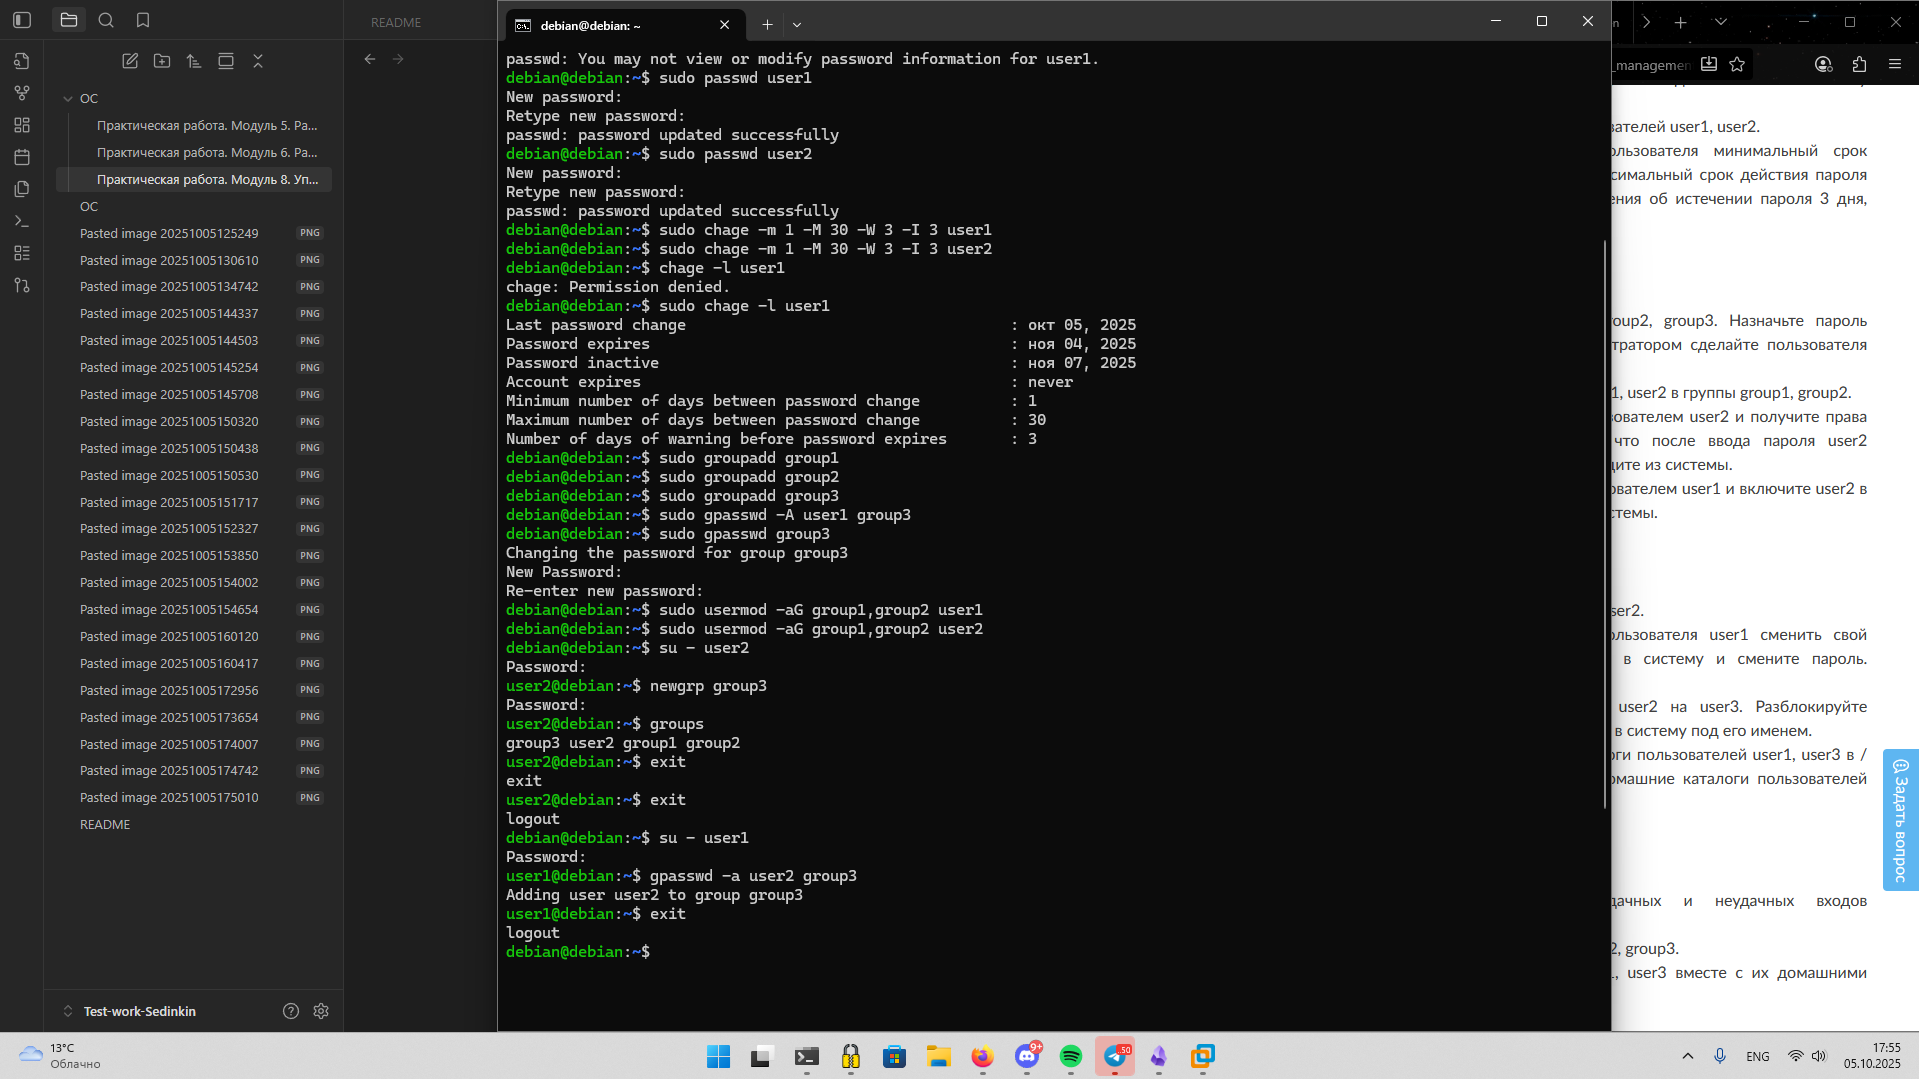 README
OC
Практическая работа. Модуль 5. Ра...
Практическая работа. Модуль 6. Ра...
Практическая работа. Модуль 8. Уп...
OC
Pasted image 20251005125249 PNG
Pasted image 20251005130610 PNG
Pasted image 20251005134742 PNG
Pasted image 20251005144337 PNG
Pasted image 20251005144503 PNG
Pasted image 20251005145254 PNG
Pasted image 20251005145708 PNG
Pasted image 20251005150320 PNG
Pasted image 20251005150438 PNG
Pasted image 20251005150530 PNG
Pasted image 20251005151717 PNG
Pasted image 20251005152327 PNG
Pasted image 20251005153850 PNG
Pasted image 20251005154002 PNG
Pasted image 20251005154654 PNG
Pasted image 20251005160120 PNG
Pasted image 20251005160417 PNG
Pasted image 20251005172956 PNG
Pasted image 20251005173654 PNG
Pasted image 20251005174007 PNG
Pasted image 20251005174742 PNG
Pasted image 20251005175010 PNG
README
Test-work-Sedinkin
debian@debian: ~
passwd: You may not view or modify password information for user1.
debian@debian:~$ sudo passwd user1
New password:
Retype new password:
passwd: password updated successfully
debian@debian:~$ sudo passwd user2
New password:
Retype new password:
passwd: password updated successfully
debian@debian:~$ sudo chage -m 1 -M 30 -W 3 -I 3 user1
debian@debian:~$ sudo chage -m 1 -M 30 -W 3 -I 3 user2
debian@debian:~$ chage -l user1
chage: Permission denied.
debian@debian:~$ sudo chage -l user1
Last password change : окт 05, 2025
Password expires : ноя 04, 2025
Password inactive : ноя 07, 2025
Account expires : never
Minimum number of days between password change : 1
Maximum number of days between password change : 30
Number of days of warning before password expires : 3
debian@debian:~$ sudo groupadd group1
debian@debian:~$ sudo groupadd group2
debian@debian:~$ sudo groupadd group3
debian@debian:~$ sudo gpasswd -A user1 group3
debian@debian:~$ sudo gpasswd group3
Changing the password for group group3
New Password:
Re-enter new password:
debian@debian:~$ sudo usermod -aG group1,group2 user1
debian@debian:~$ sudo usermod -aG group1,group2 user2
debian@debian:~$ su - user2
Password:
user2@debian:~$ newgrp group3
Password:
user2@debian:~$ groups
group3 user2 group1 group2
user2@debian:~$ exit
exit
user2@debian:~$ exit
logout
debian@debian:~$ su - user1
Password:
user1@debian:~$ gpasswd -a user2 group3
Adding user user2 to group group3
user1@debian:~$ exit
logout
debian@debian:~$
_managemen
ователей user1, user2.
ользователя минимальный срок
симальный срок действия пароля
ения об истечении пароля 3 дня,
roup2, group3. Назначьте пароль
тратором сделайте пользователя
1, user2 в группы group1, group2.
ователем user2 и получите права
что после ввода пароля user2
дите из системы.
ователем user1 и включите user2 в
стемы.
ser2.
ользователя user1 сменить свой
в систему и смените пароль.
user2 на user3. Разблокируйте
в систему под его именем.
оги пользователей user1, user3 в /
омашние каталоги пользователей
дачных и неудачных входов
2, group3.
1, user3 вместе с их домашними
Задать вопрос
13°C
Облачно
9+
50
ENG
17:55
05.10.2025